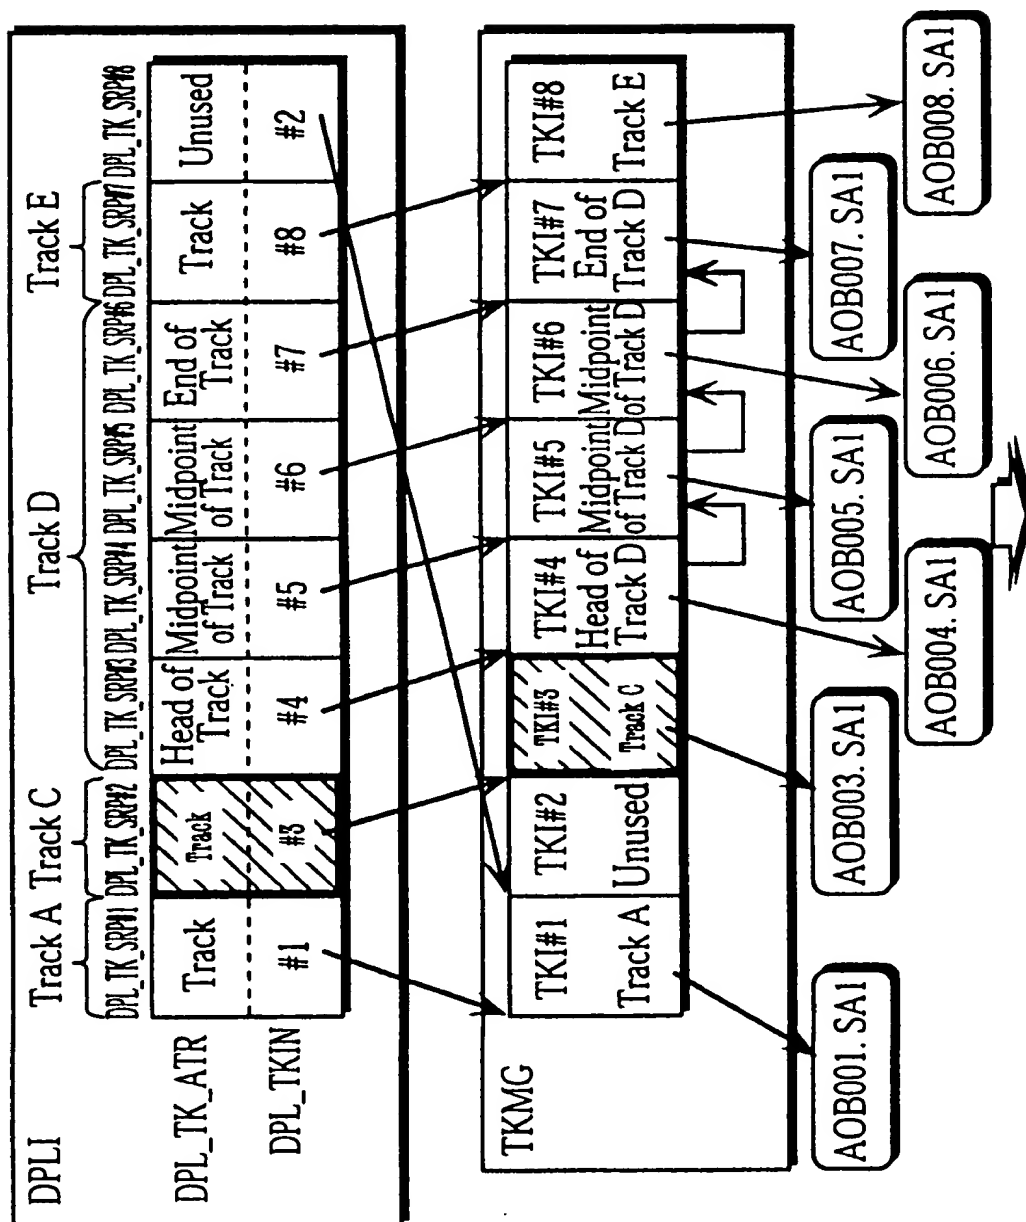 DPLI
Track A
Track C
Track D
Track E
DPL_TK_SRP#1
DPL_TK_SRP#2
DPL_TK_SRP#3
DPL_TK_SRP#4
DPL_TK_SRP#5
DPL_TK_SRP#6
DPL_TK_SRP#7
DPL_TK_SRP#8
DPL_TK_ATR
Track
Track
Head of
Track
Midpoint
of Track
Midpoint
of Track
End of
Track
Track
Unused
DPL_TKIN
#1
#3
#4
#5
#6
#7
#8
#2
TKMG
TKI#1
Track A
TKI#2
Unused
TKI#3
Track C
TKI#4
Head of
Track D
TKI#5
Midpoint
of Track D
TKI#6
Midpoint
of Track D
TKI#7
End of
Track D
TKI#8
Track E
AOB001. SA1
AOB003. SA1
AOB004. SA1
AOB005. SA1
AOB006. SA1
AOB007. SA1
AOB008. SA1